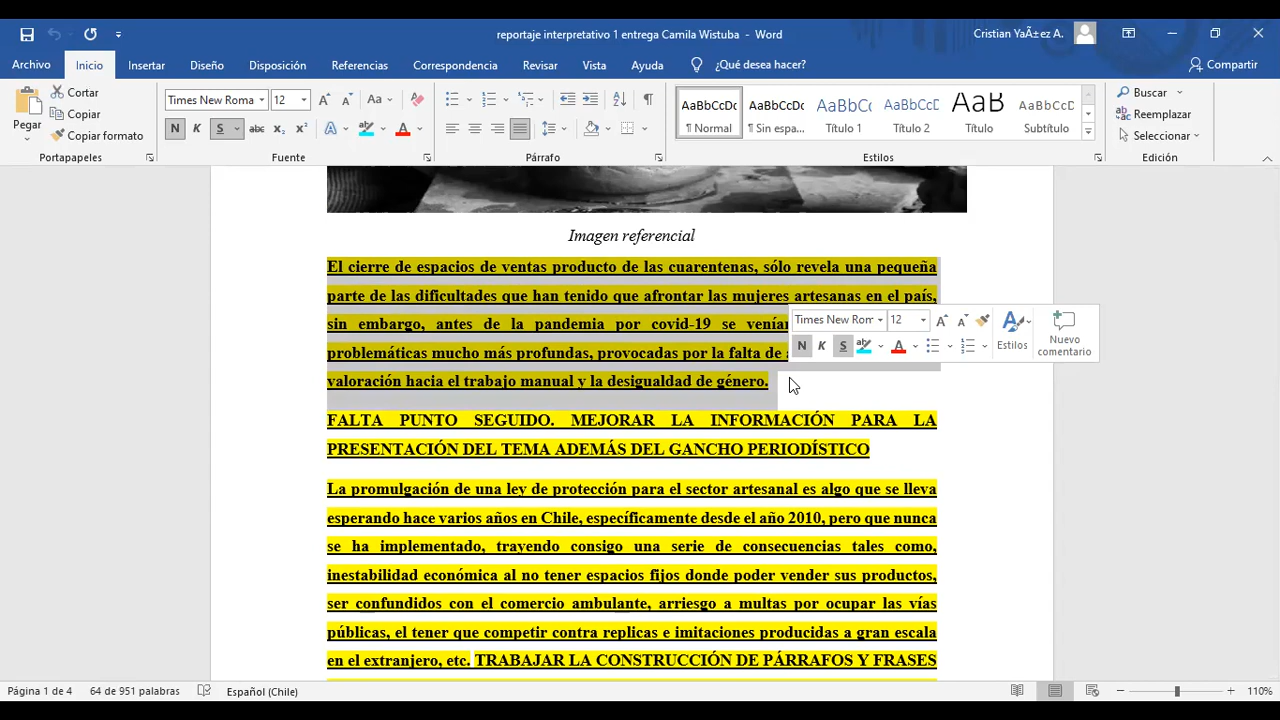 reportaje interpretativo 1 entrega Camila Wistuba - Word
Cristian YaÃ±ez A.
Archivo Inicio Insertar Diseño Disposición Referencias Correspondencia Revisar Vista Ayuda ¿Qué desea hacer? Compartir
Pegar
Cortar
Copiar
Copiar formato
Portapapeles
Times New Roma 12
Aa
N K S abc x₂ x² A A
Fuente
Párrafo
AaBbCcDc AaBbCcDc AaBbCcDc AaBbCcDc AaB AaBbCcDc
¶ Normal ¶ Sin espa... Título 1 Título 2 Título Subtítulo
Estilos
Buscar
Reemplazar
Seleccionar
Edición
Imagen referencial
El cierre de espacios de ventas producto de las cuarentenas, sólo revela una pequeña
parte de las dificultades que han tenido que afrontar las mujeres artesanas en el país,
sin embargo, antes de la pandemia por covid-19 se venían
problemáticas mucho más profundas, provocadas por la falta de
valoración hacia el trabajo manual y la desigualdad de género.
Times New Rom 12
N K S ab A
Estilos
Nuevo
comentario
FALTA PUNTO SEGUIDO. MEJORAR LA INFORMACIÓN PARA LA
PRESENTACIÓN DEL TEMA ADEMÁS DEL GANCHO PERIODÍSTICO
La promulgación de una ley de protección para el sector artesanal es algo que se lleva
esperando hace varios años en Chile, específicamente desde el año 2010, pero que nunca
se ha implementado, trayendo consigo una serie de consecuencias tales como,
inestabilidad económica al no tener espacios fijos donde poder vender sus productos,
ser confundidos con el comercio ambulante, arriesgo a multas por ocupar las vías
públicas, el tener que competir contra replicas e imitaciones producidas a gran escala
en el extranjero, etc. TRABAJAR LA CONSTRUCCIÓN DE PÁRRAFOS Y FRASES
Página 1 de 4 64 de 951 palabras Español (Chile) 110%